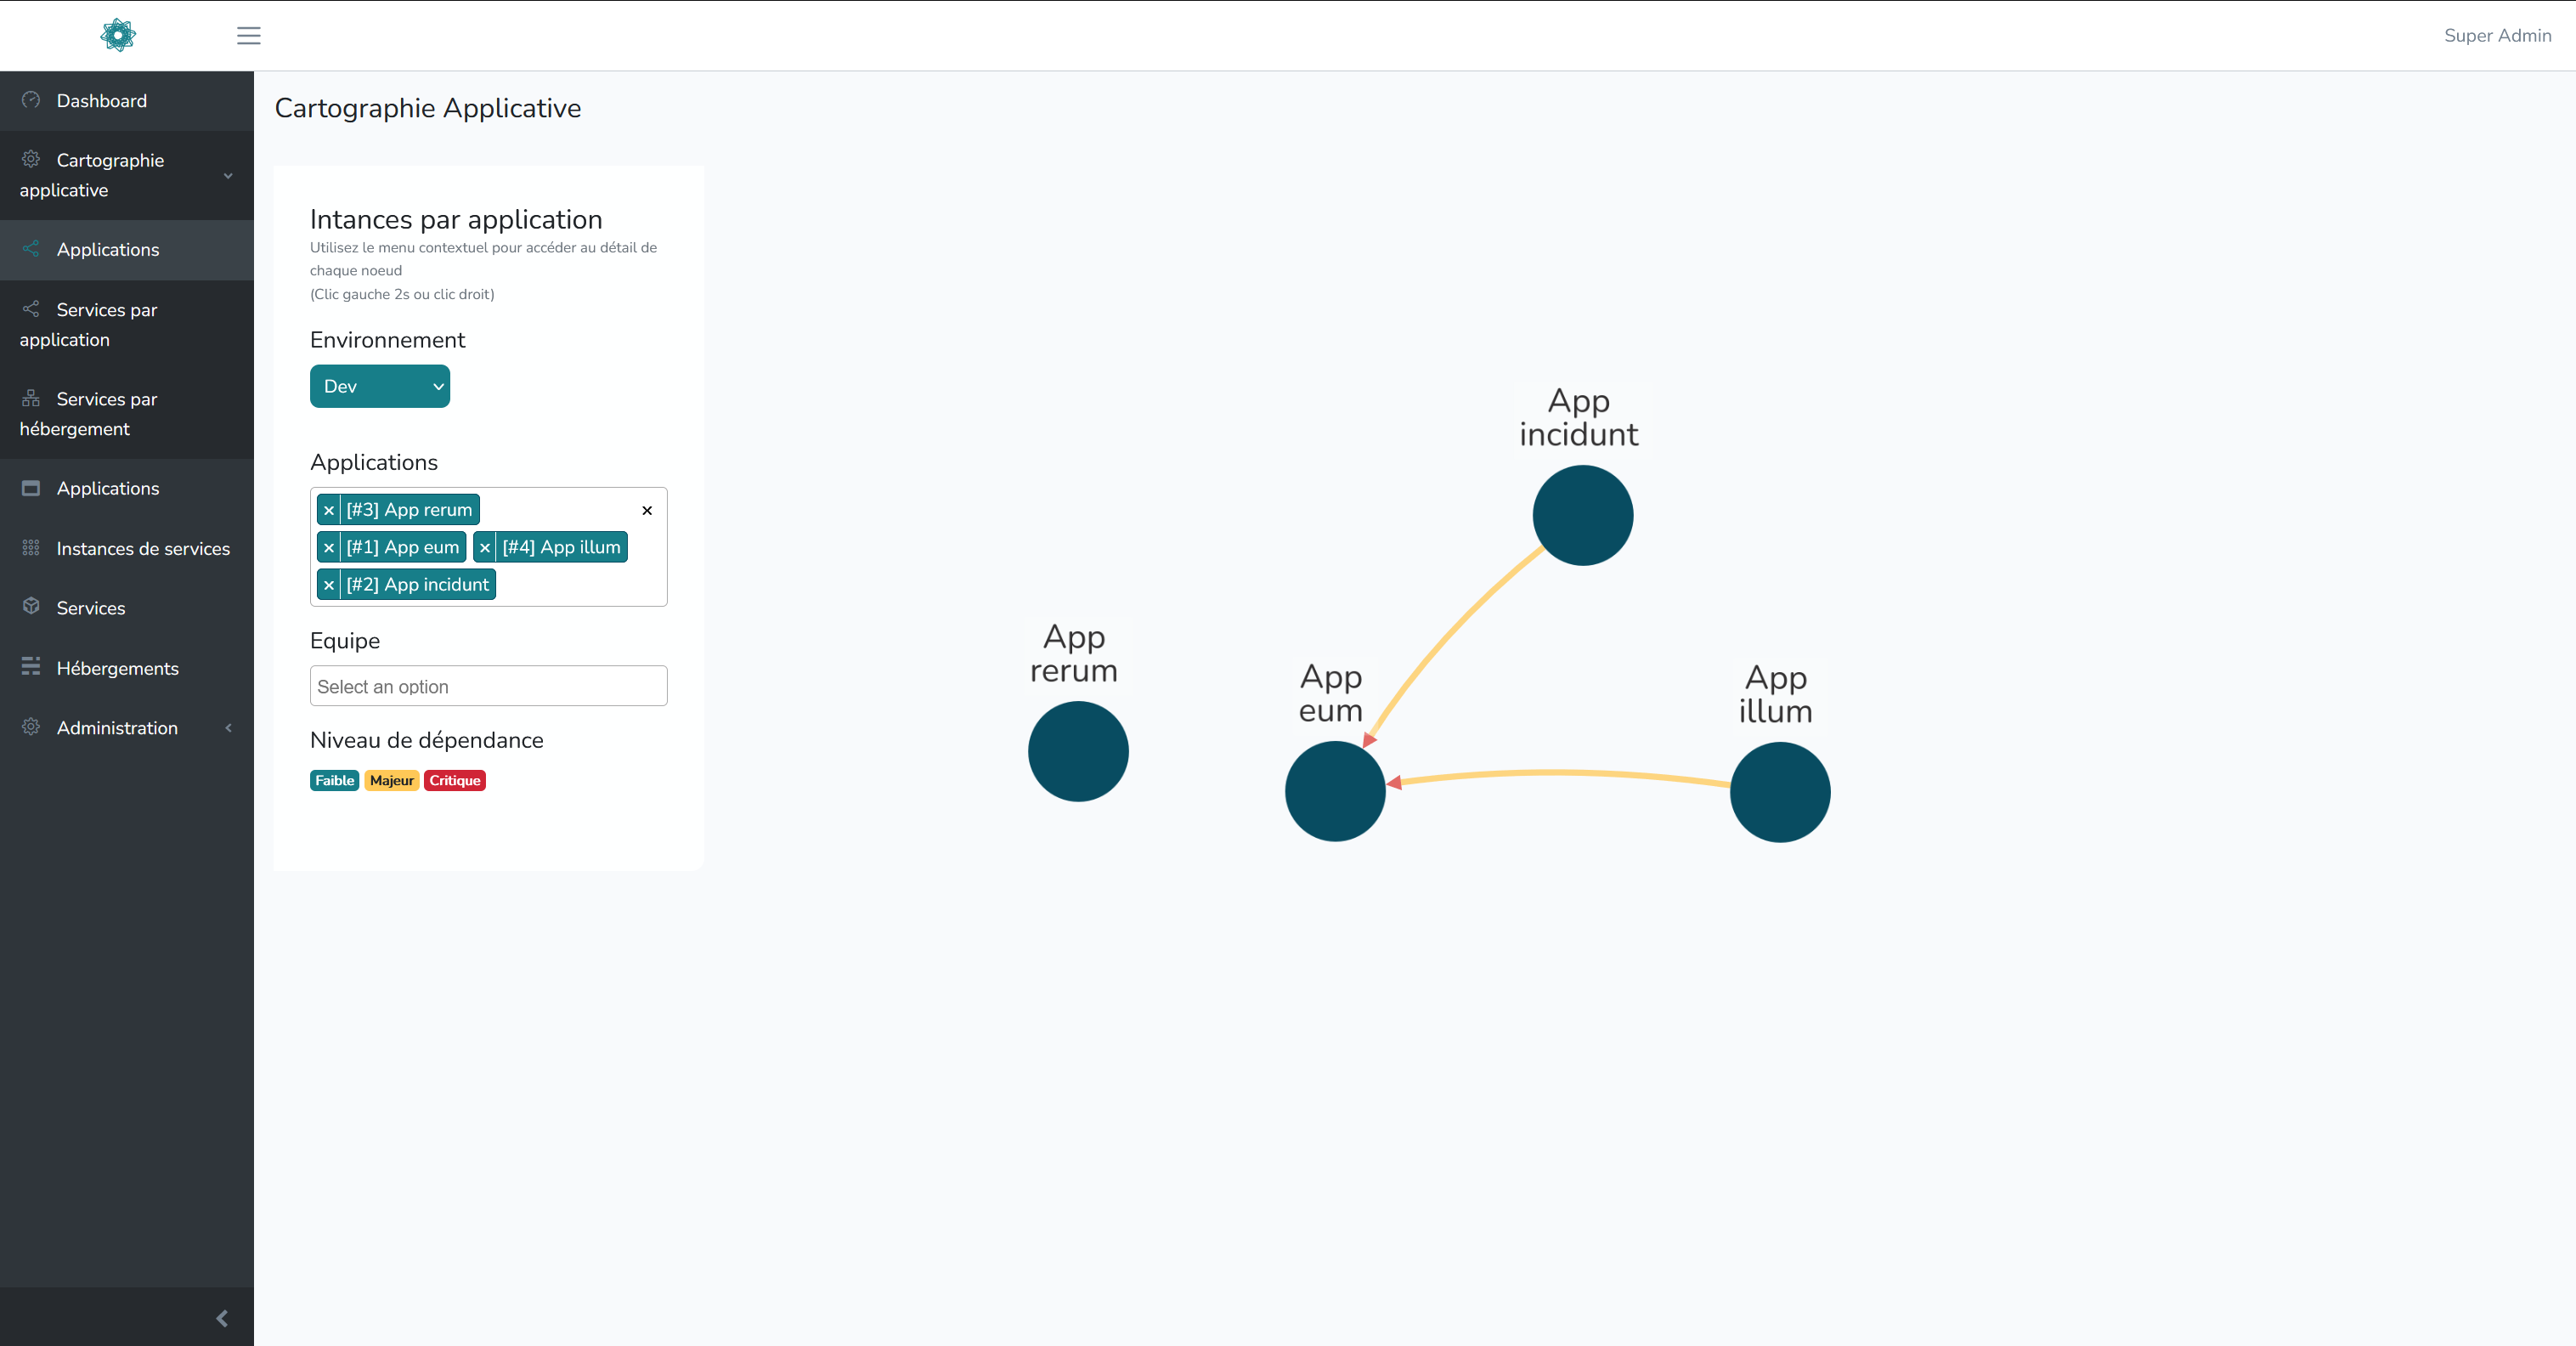 Super Admin
Dashboard
Cartographie
applicative
Applications
Services par
application
Services par
hébergement
Applications
Instances de services
Services
Hébergements
Administration
Cartographie Applicative
Intances par application
Utilisez le menu contextuel pour accéder au détail de
chaque noeud
(Clic gauche 2s ou clic droit)
Environnement
Dev
Applications
× [#3] App rerum ×
× [#1] App eum × [#4] App illum
× [#2] App incidunt
Equipe
Select an option
Niveau de dépendance
Faible Majeur Critique
App
incidunt
App
rerum
App
eum
App
illum